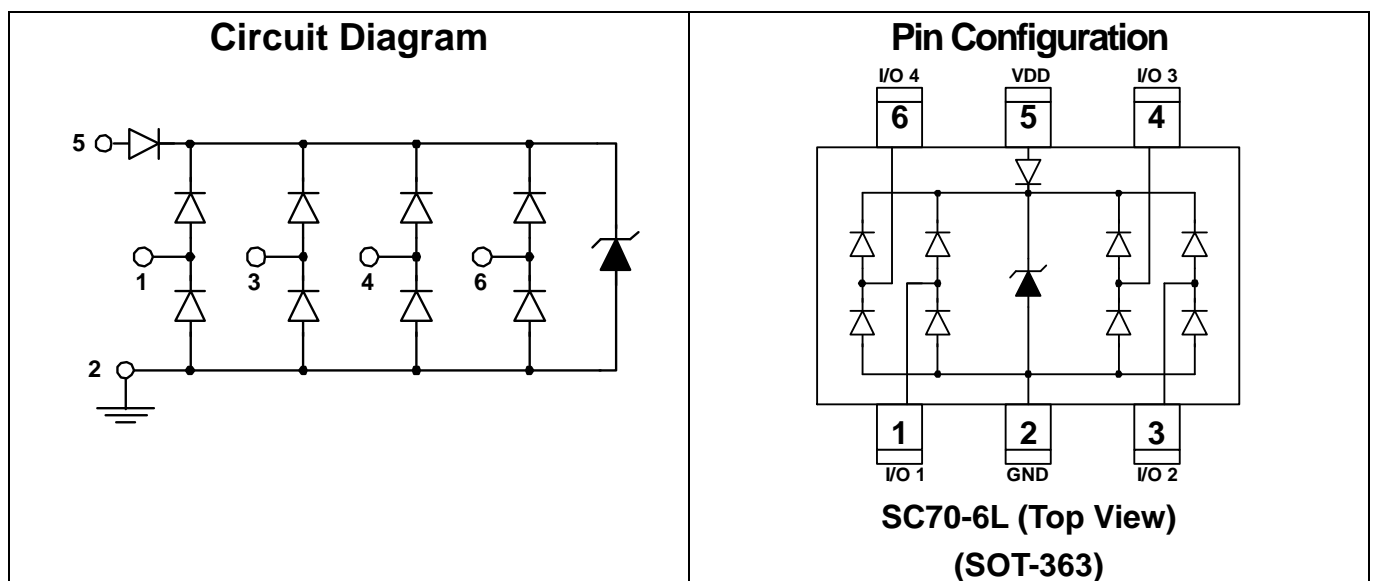 Circuit Diagram
5
1
3
4
6
2
Pin Configuration
I/O 4 VDD I/O 3
6 5 4
1 2 3
I/O 1 GND I/O 2
SC70-6L (Top View)
(SOT-363)